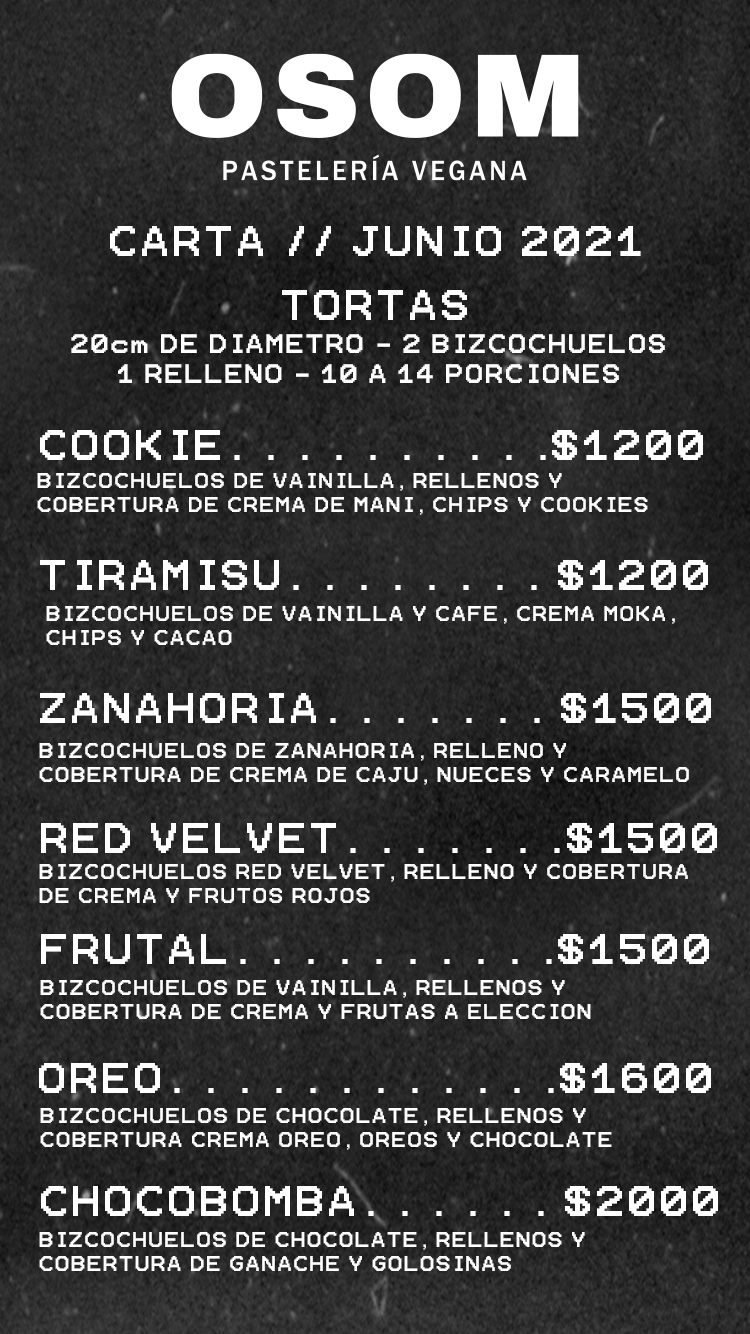 OSOM
PASTELERÍA VEGANA
CARTA // JUNIO 2021
TORTAS
20cm DE DIAMETRO - 2 BIZCOCHUELOS
1 RELLENO - 10 A 14 PORCIONES
COOKIE. . . . . . . . . .$1200
BIZCOCHUELOS DE VAINILLA, RELLENOS Y
COBERTURA DE CREMA DE MANI, CHIPS Y COOKIES
TIRAMISU. . . . . . . . $1200
BIZCOCHUELOS DE VAINILLA Y CAFE, CREMA MOKA,
CHIPS Y CACAO
ZANAHORIA. . . . . . . $1500
BIZCOCHUELOS DE ZANAHORIA, RELLENO Y
COBERTURA DE CREMA DE CAJU, NUECES Y CARAMELO
RED VELVET. . . . . . .$1500
BIZCOCHUELOS RED VELVET, RELLENO Y COBERTURA
DE CREMA Y FRUTOS ROJOS
FRUTAL. . . . . . . . . .$1500
BIZCOCHUELOS DE VAINILLA, RELLENOS Y
COBERTURA DE CREMA Y FRUTAS A ELECCION
OREO. . . . . . . . . . . .$1600
BIZCOCHUELOS DE CHOCOLATE, RELLENOS Y
COBERTURA CREMA OREO, OREOS Y CHOCOLATE
CHOCOBOMBA. . . . . . $2000
BIZCOCHUELOS DE CHOCOLATE, RELLENOS Y
COBERTURA DE GANACHE Y GOLOSINAS